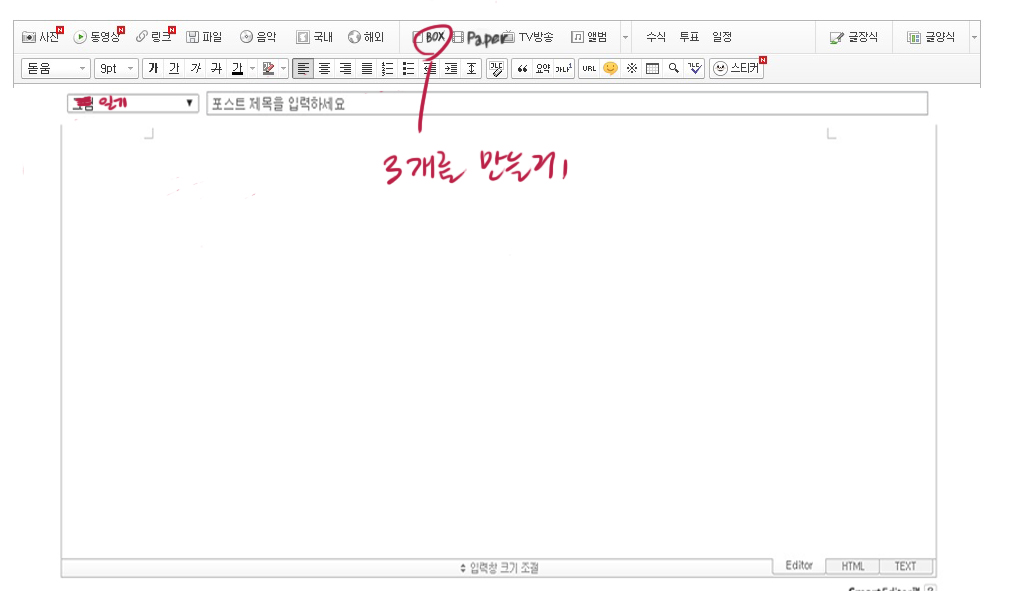 사진 동영상 링크 파일 음악 국내 해외 BOX Paper TV방송 앨범 수식 투표 일정 글장식 글양식
돋움 9pt 가 간 가 가 가 “ 요약 가나1 URL ※ 스티커
일기 포스트 제목을 입력하세요
3개를 만들기
입력창 크기 조절 Editor HTML TEXT